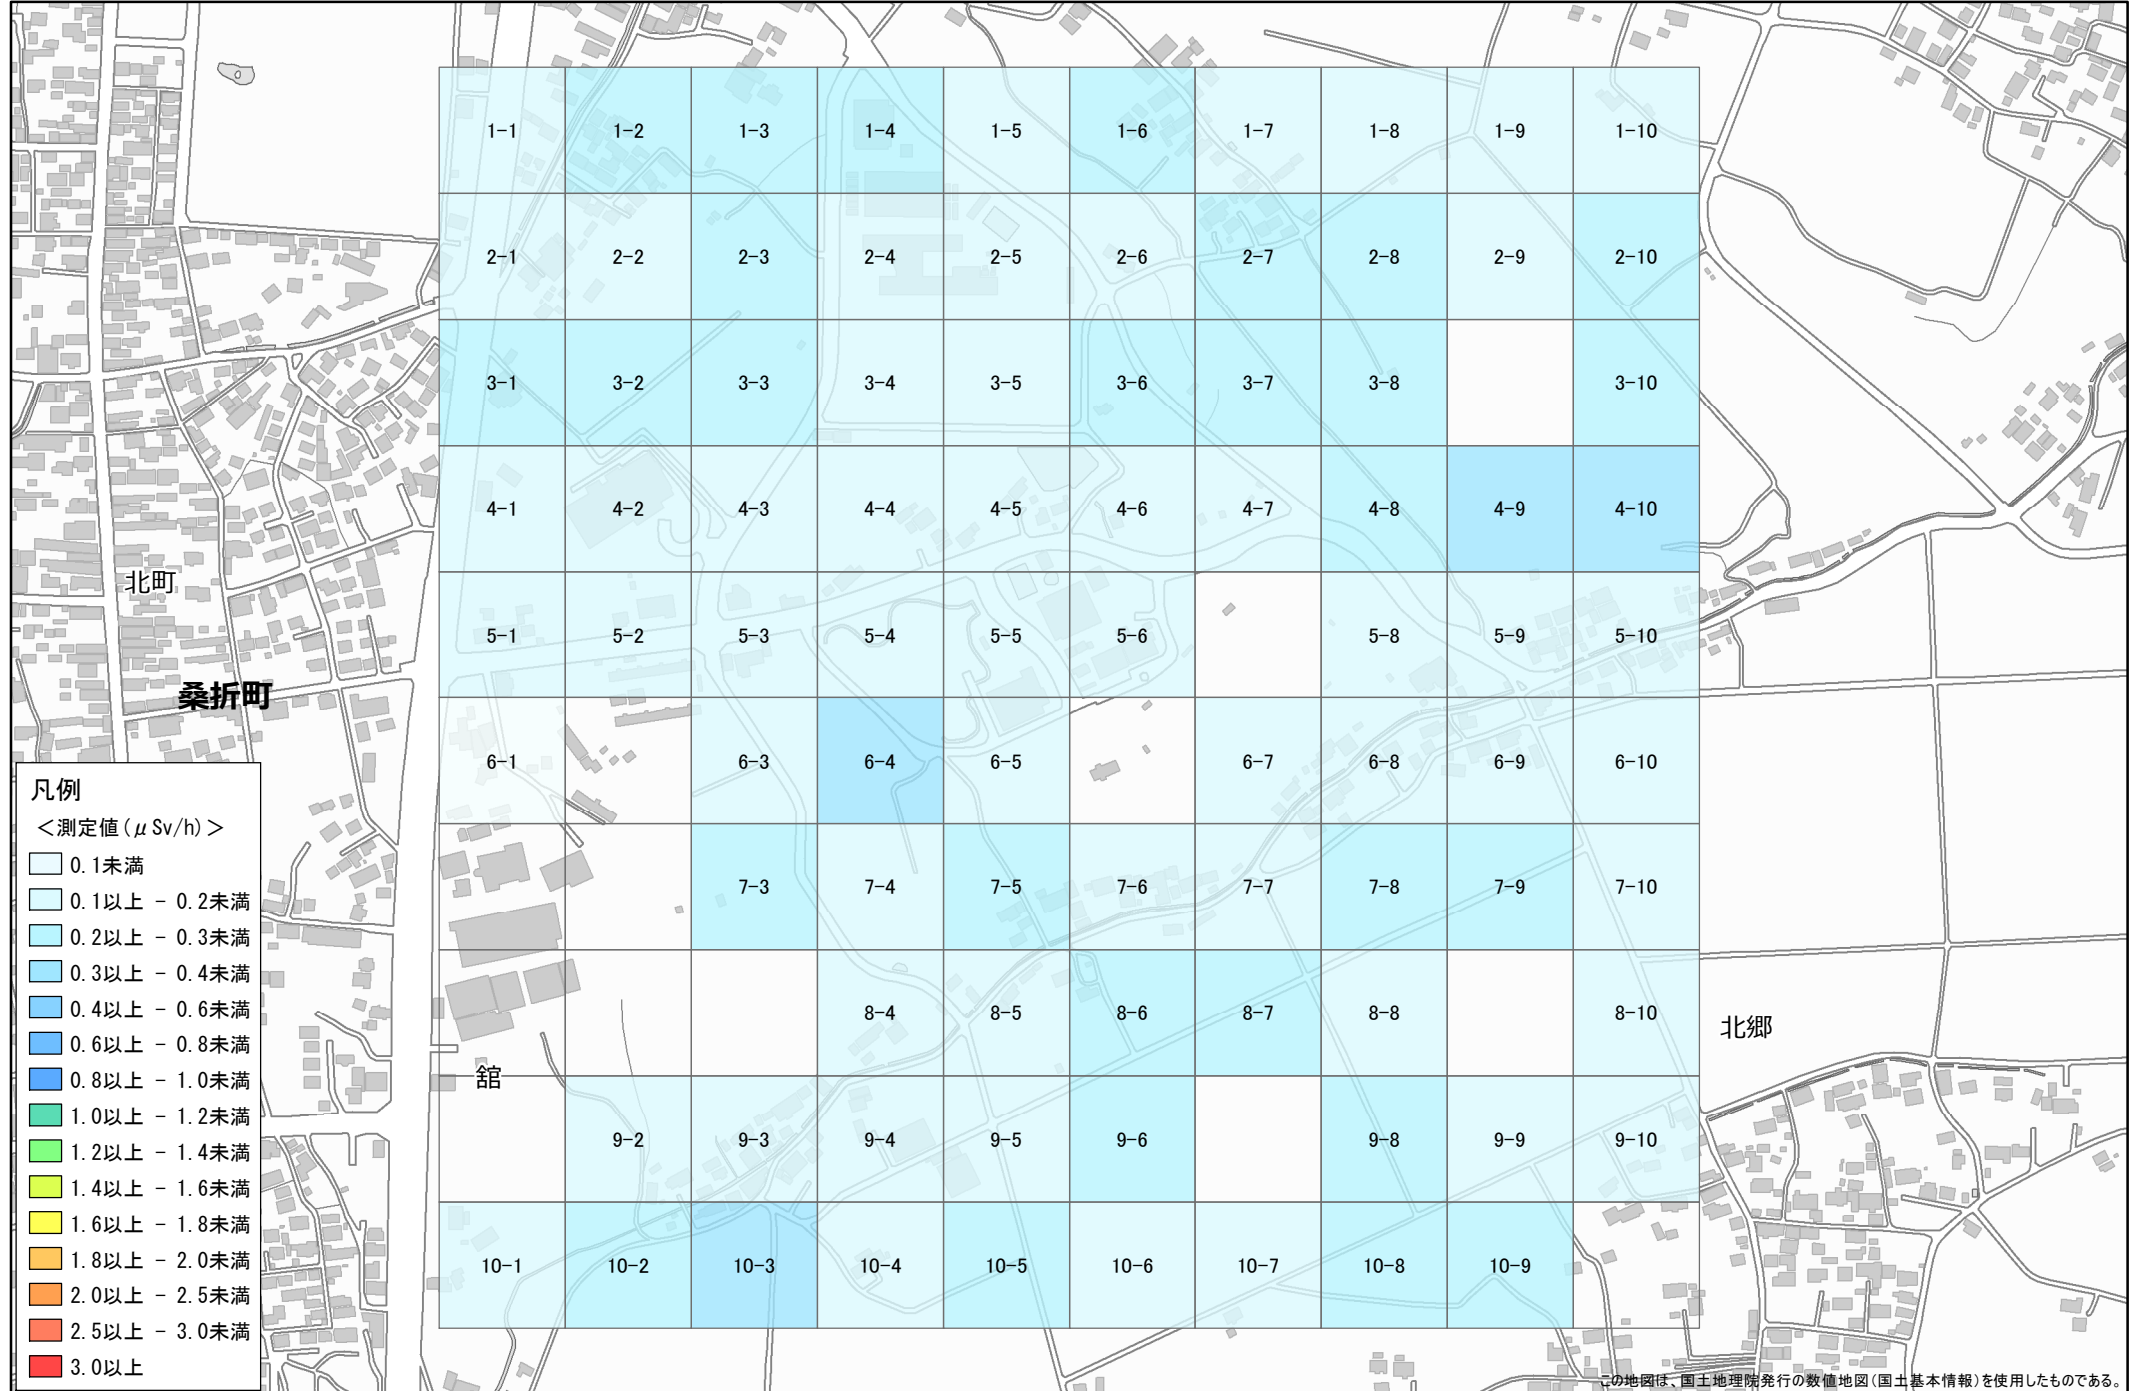 1-1 1-2 1-3 1-4 1-5 1-6 1-7 1-8 1-9 1-10
2-1 2-2 2-3 2-4 2-5 2-6 2-7 2-8 2-9 2-10
3-1 3-2 3-3 3-4 3-5 3-6 3-7 3-8 3-10
4-1 4-2 4-3 4-4 4-5 4-6 4-7 4-8 4-9 4-10
北町
5-1 5-2 5-3 5-4 5-5 5-6 5-8 5-9 5-10
桑折町
6-1 6-3 6-4 6-5 6-7 6-8 6-9 6-10
7-3 7-4 7-5 7-6 7-7 7-8 7-9 7-10
8-4 8-5 8-6 8-7 8-8 8-10
北郷
舘
9-2 9-3 9-4 9-5 9-6 9-8 9-9 9-10
10-1 10-2 10-3 10-4 10-5 10-6 10-7 10-8 10-9
凡例
＜測定値(μSv/h)＞
0.1未満
0.1以上 - 0.2未満
0.2以上 - 0.3未満
0.3以上 - 0.4未満
0.4以上 - 0.6未満
0.6以上 - 0.8未満
0.8以上 - 1.0未満
1.0以上 - 1.2未満
1.2以上 - 1.4未満
1.4以上 - 1.6未満
1.6以上 - 1.8未満
1.8以上 - 2.0未満
2.0以上 - 2.5未満
2.5以上 - 3.0未満
3.0以上
この地図は、国土地理院発行の数値地図(国土基本情報)を使用したものである。